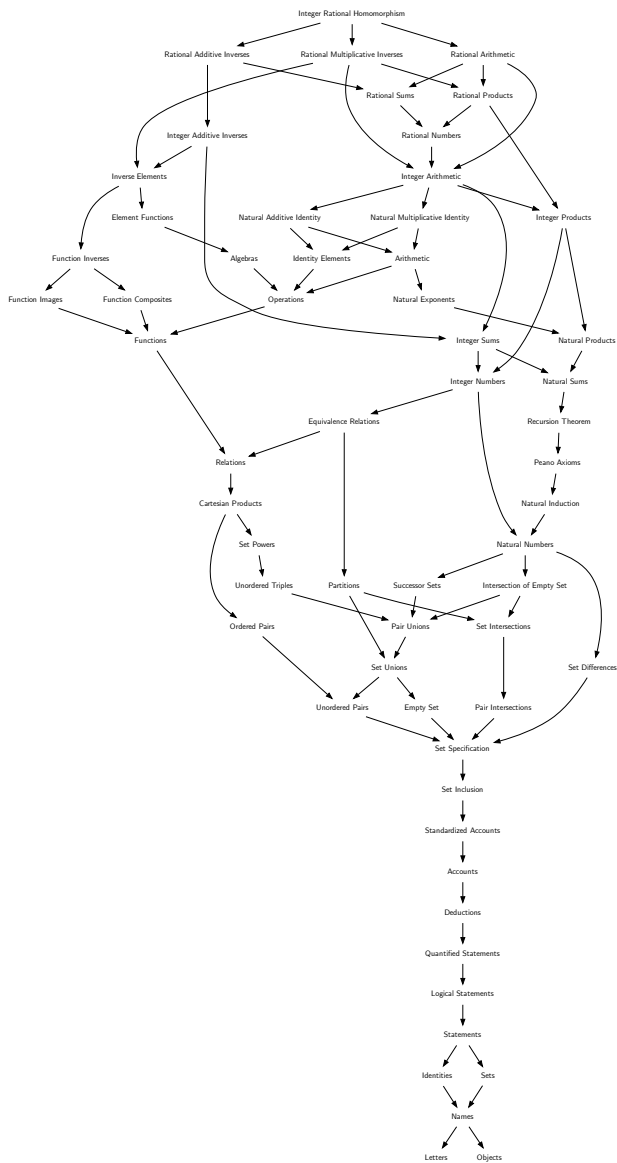 Integer Rational Homomorphism
Rational Additive Inverses
Rational Multiplicative Inverses
Rational Arithmetic
Rational Sums
Rational Products
Integer Additive Inverses
Rational Numbers
Inverse Elements
Integer Arithmetic
Element Functions
Natural Additive Identity
Natural Multiplicative Identity
Integer Products
Function Inverses
Algebras
Identity Elements
Arithmetic
Function Images
Function Composites
Operations
Natural Exponents
Functions
Integer Sums
Natural Products
Integer Numbers
Natural Sums
Equivalence Relations
Recursion Theorem
Relations
Peano Axioms
Cartesian Products
Natural Induction
Set Powers
Natural Numbers
Unordered Triples
Partitions
Successor Sets
Intersection of Empty Set
Ordered Pairs
Pair Unions
Set Intersections
Set Unions
Set Differences
Unordered Pairs
Empty Set
Pair Intersections
Set Specification
Set Inclusion
Standardized Accounts
Accounts
Deductions
Quantified Statements
Logical Statements
Statements
Identities
Sets
Names
Letters
Objects